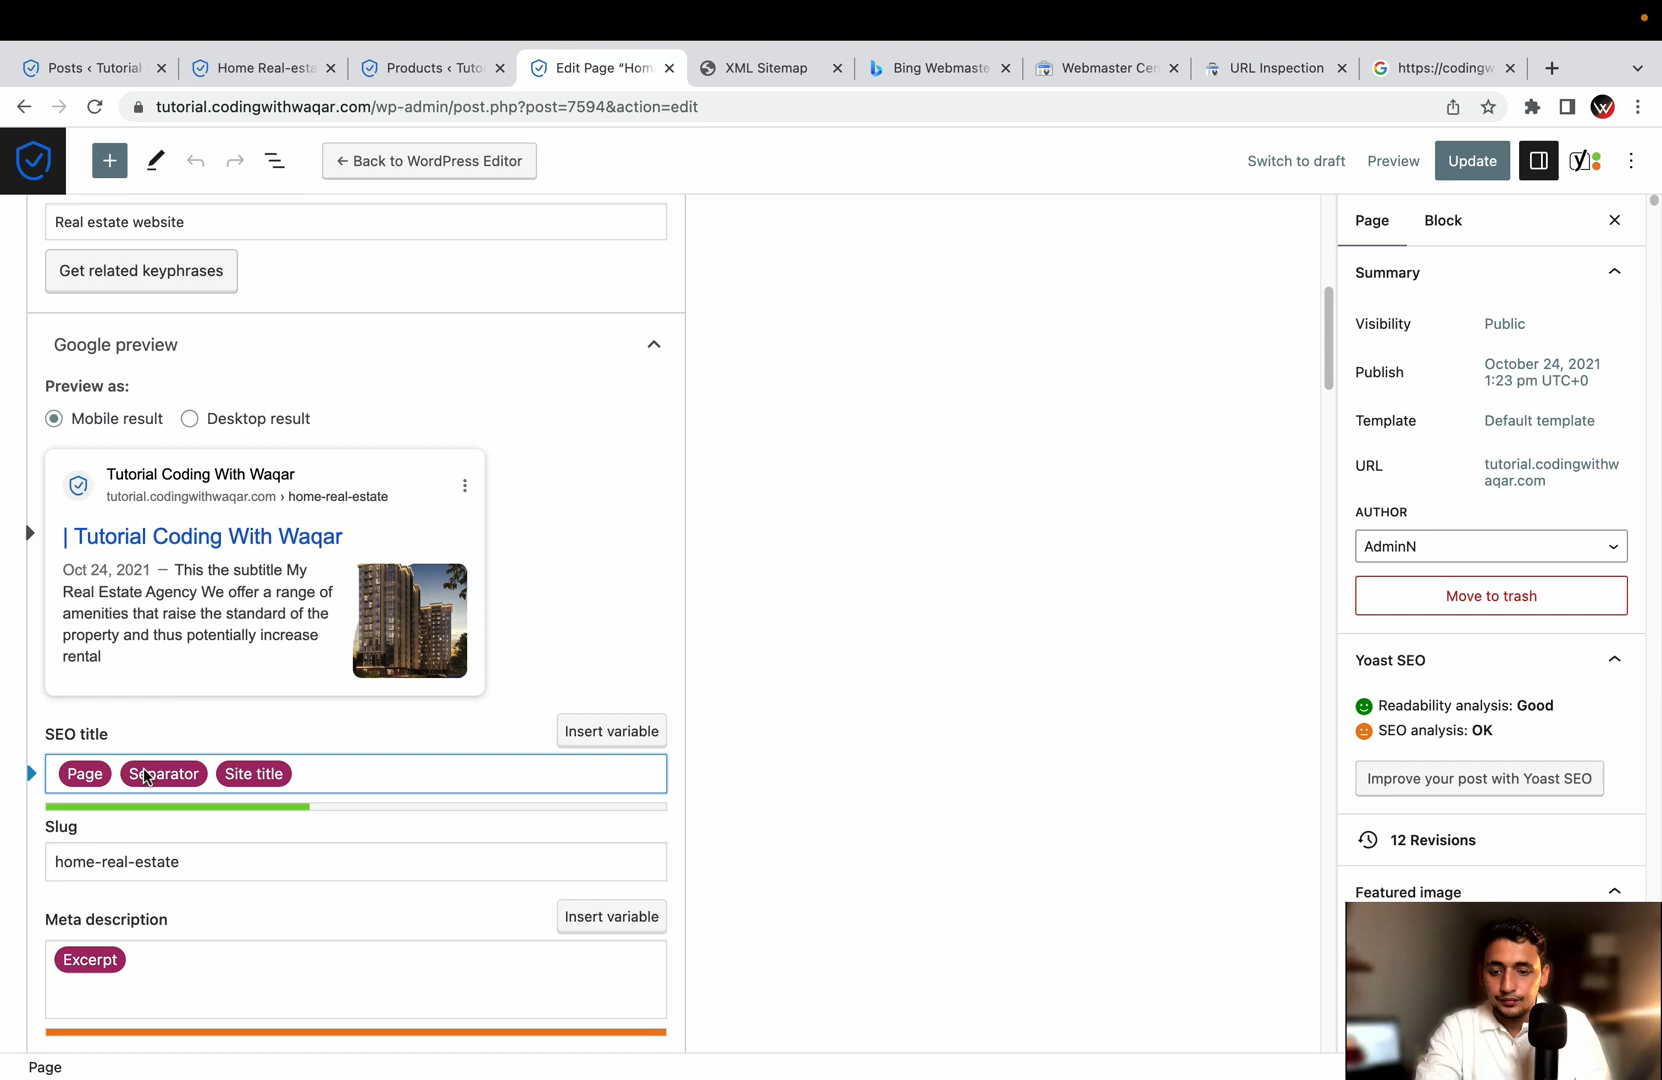 Posts ‹ Tutorial
Home Real-esta
Products ‹ Tuto
Edit Page “Hom
XML Sitemap
Bing Webmaste
Webmaster Cen
URL Inspection
https://codingw
tutorial.codingwithwaqar.com/wp-admin/post.php?post=7594&action=edit
← Back to WordPress Editor
Switch to draft
Preview
Update
Real estate website
Get related keyphrases
Google preview
Preview as:
Mobile result
Desktop result
Tutorial Coding With Waqar
tutorial.codingwithwaqar.com › home-real-estate
| Tutorial Coding With Waqar
Oct 24, 2021 — This the subtitle My
Real Estate Agency We offer a range of
amenities that raise the standard of the
property and thus potentially increase
rental
SEO title
Insert variable
Page
Separator
Site title
Slug
home-real-estate
Meta description
Insert variable
Excerpt
Page
Page
Block
Summary
Visibility
Public
Publish
October 24, 2021
1:23 pm UTC+0
Template
Default template
URL
tutorial.codingwithw
aqar.com
AUTHOR
AdminN
Move to trash
Yoast SEO
Readability analysis: Good
SEO analysis: OK
Improve your post with Yoast SEO
12 Revisions
Featured image